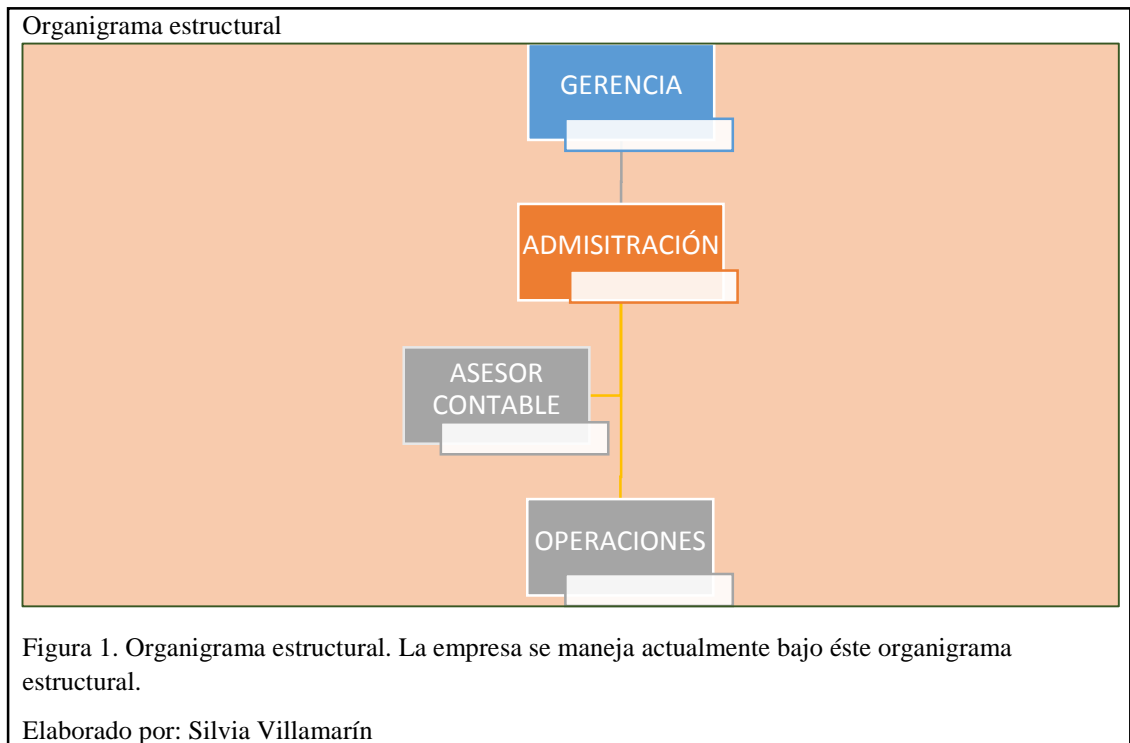 Organigrama estructural
GERENCIA
ADMISITRACIÓN
ASESOR
CONTABLE
OPERACIONES
Figura 1. Organigrama estructural. La empresa se maneja actualmente bajo éste organigrama
estructural.
Elaborado por: Silvia Villamarín